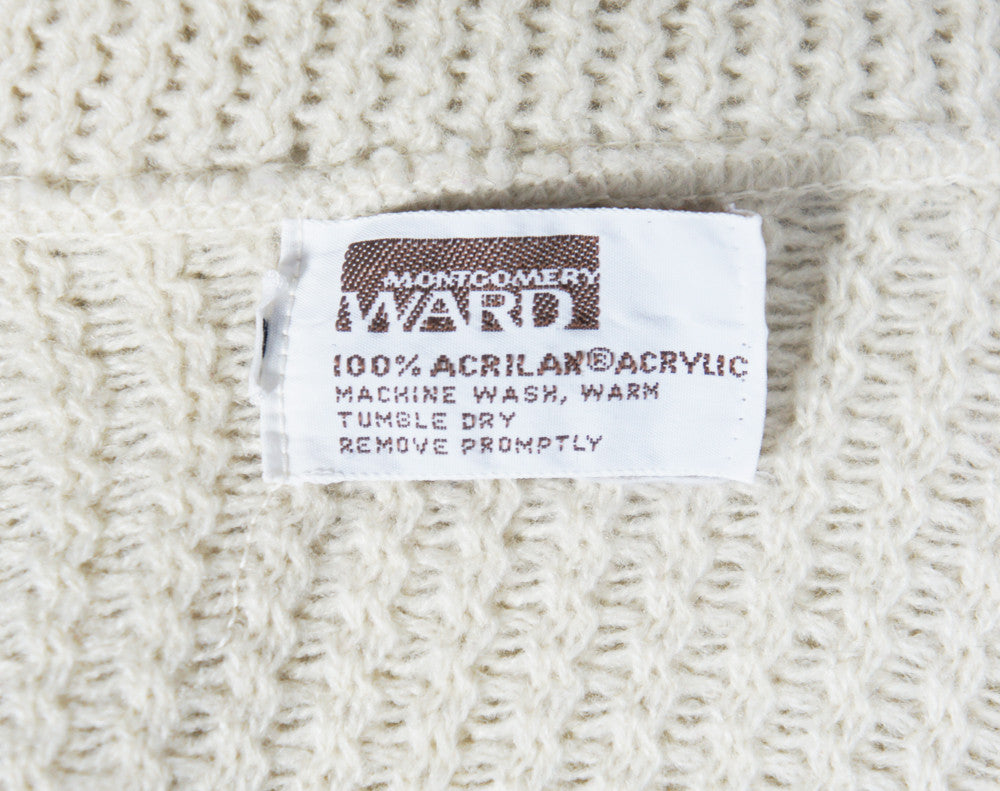 MONTGOMERY
WARD
100% ACRILAN® ACRYLIC
MACHINE WASH, WARM
TUMBLE DRY
REMOVE PROMPTLY